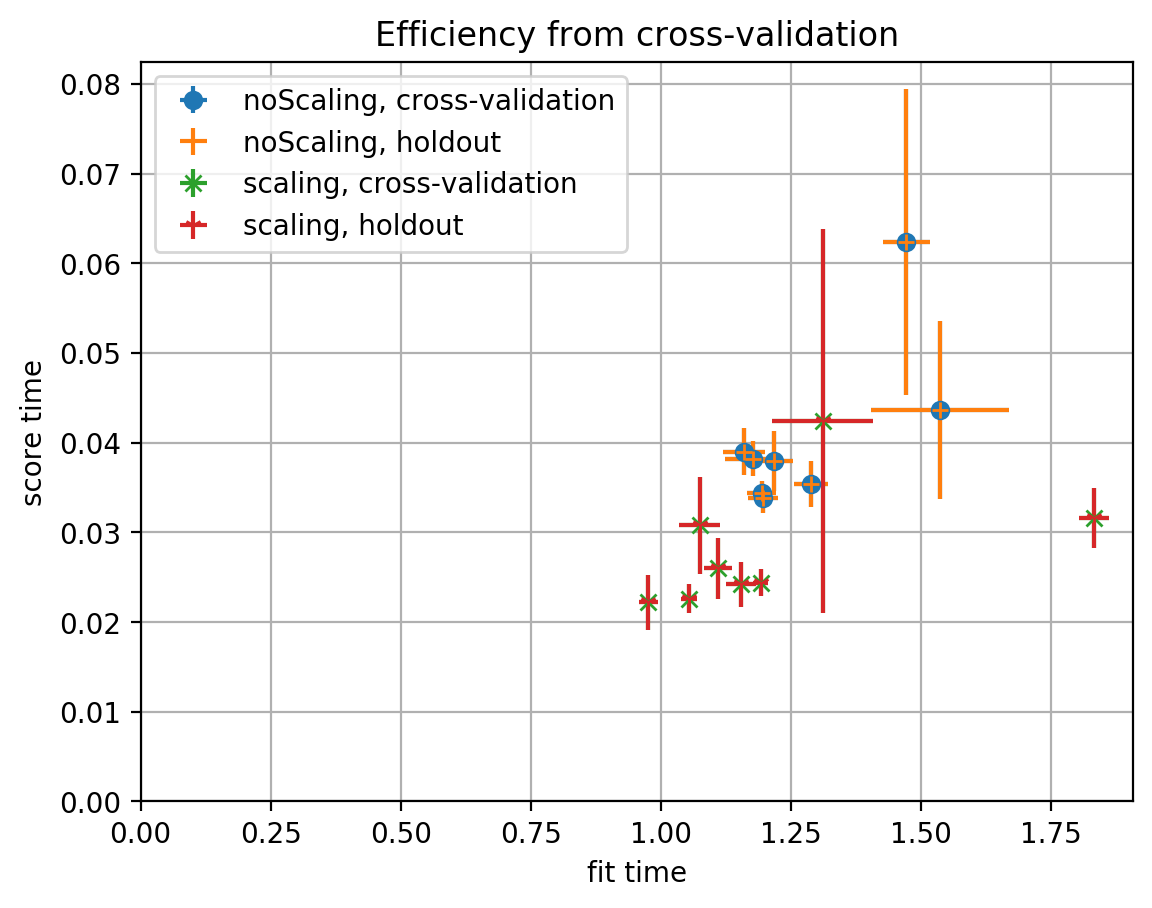 Efficiency from cross-validation
noScaling, cross-validation
noScaling, holdout
scaling, cross-validation
scaling, holdout
0.08
0.07
0.06
0.05
0.04
0.03
0.02
0.01
0.00
score time
0.00 0.25 0.50 0.75 1.00 1.25 1.50 1.75
fit time